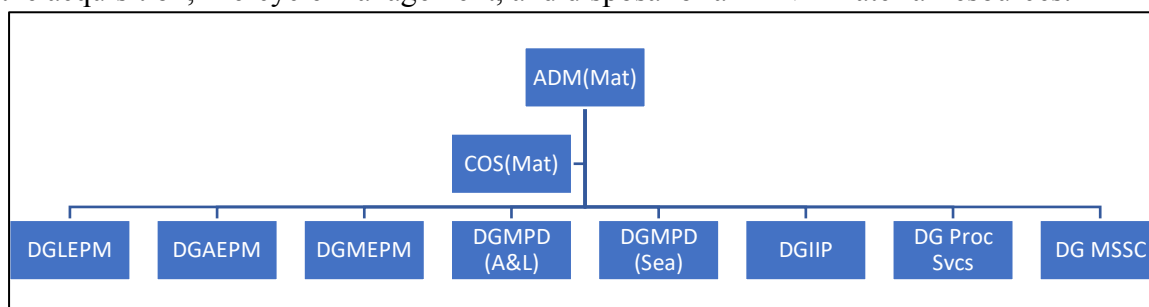 ADM(Mat)
COS(Mat)
DGLEPM
DGAEPM
DGMEPM
DGMPD
(A&L)
DGMPD
(Sea)
DGIIP
DG Proc
Svcs
DG MSSC